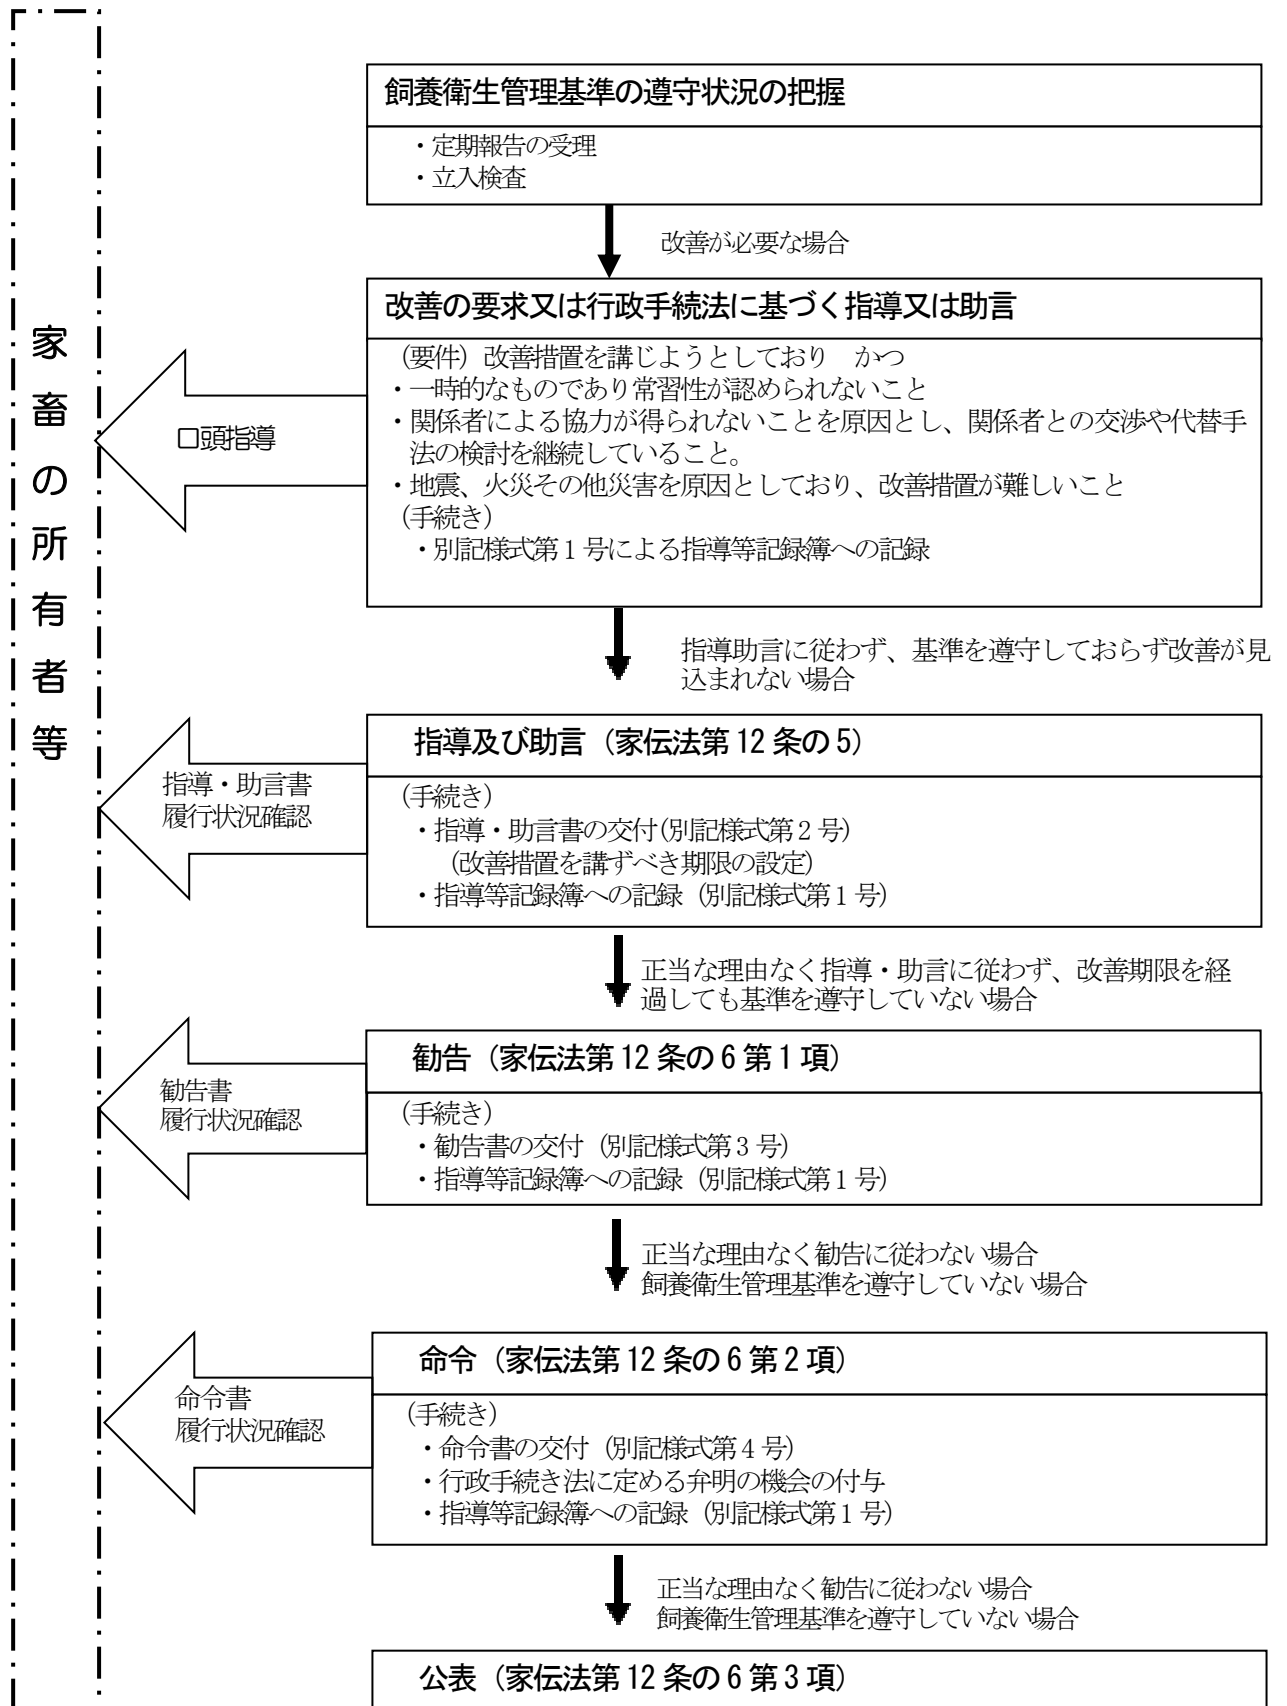 飼養衛生管理基準の遵守状況の把握
・定期報告の受理
・立入検査
改善が必要な場合
改善の要求又は行政手続法に基づく指導又は助言
(要件)改善措置を講じようとしており　かつ
・一時的なものであり常習性が認められないこと
・関係者による協力が得られないことを原因とし、関係者との交渉や代替手
法の検討を継続していること。
・地震、火災その他災害を原因としており、改善措置が難しいこと
(手続き)
・別記様式第1号による指導等記録簿への記録
口頭指導
家畜の所有者等
指導助言に従わず、基準を遵守しておらず改善が見
込まれない場合
指導及び助言(家伝法第12条の5)
(手続き)
・指導・助言書の交付(別記様式第2号)
(改善措置を講ずべき期限の設定)
・指導等記録簿への記録(別記様式第1号)
指導・助言書
履行状況確認
正当な理由なく指導・助言に従わず、改善期限を経
過しても基準を遵守していない場合
勧告(家伝法第12条の6第1項)
(手続き)
・勧告書の交付(別記様式第3号)
・指導等記録簿への記録(別記様式第1号)
勧告書
履行状況確認
正当な理由なく勧告に従わない場合
飼養衛生管理基準を遵守していない場合
命令(家伝法第12条の6第2項)
(手続き)
・命令書の交付(別記様式第4号)
・行政手続き法に定める弁明の機会の付与
・指導等記録簿への記録(別記様式第1号)
命令書
履行状況確認
正当な理由なく勧告に従わない場合
飼養衛生管理基準を遵守していない場合
公表(家伝法第12条の6第3項)